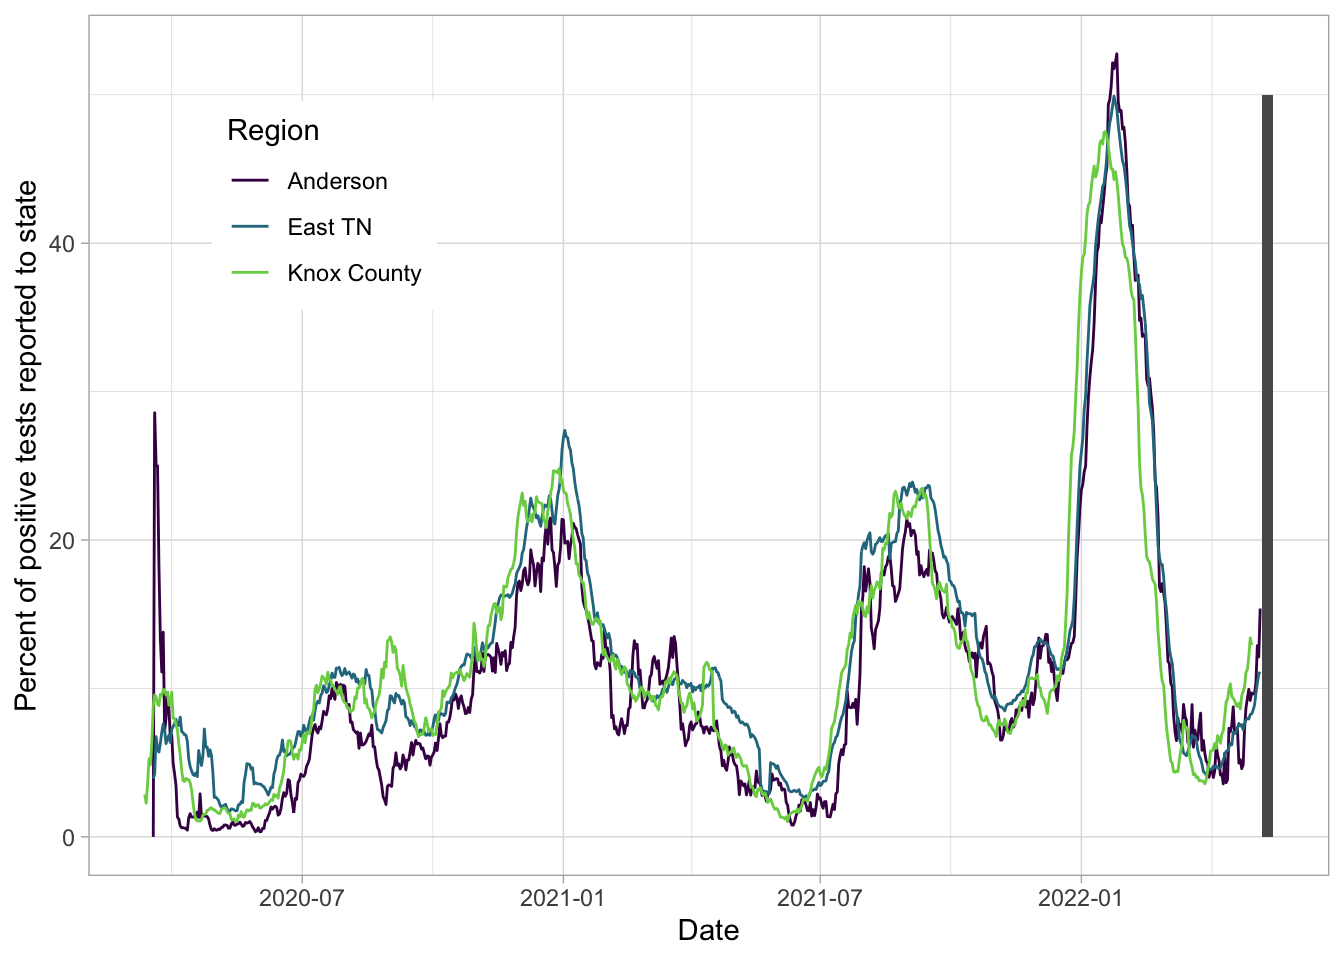 Region
Anderson
East TN
Knox County
Percent of positive tests reported to state
40
20
0
2020-07
2021-01
2021-07
2022-01
Date